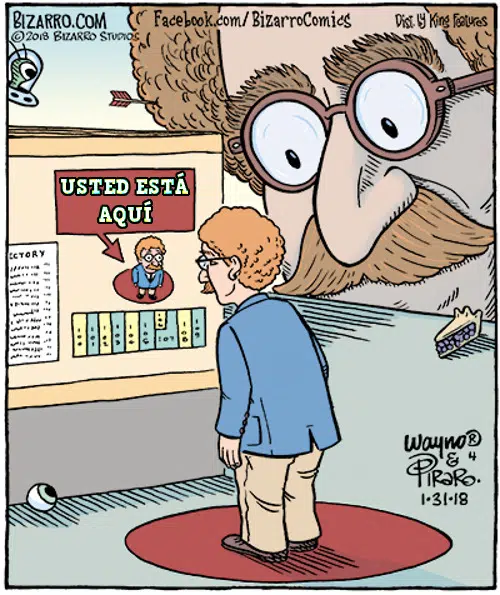 BIZARRO.COM
©2018 BIZARRO STUDIOS
Facebook.com/BizarroComics
Dist. by King Features
USTED ESTÁ
AQUÍ
ECTORY
Wayno®
4
&
PIRARO.
1·31·18